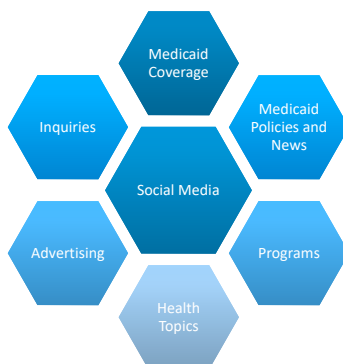 Medicaid
Coverage
Medicaid
Policies and
News
Inquiries
Social Media
Advertising
Programs
Health
Topics